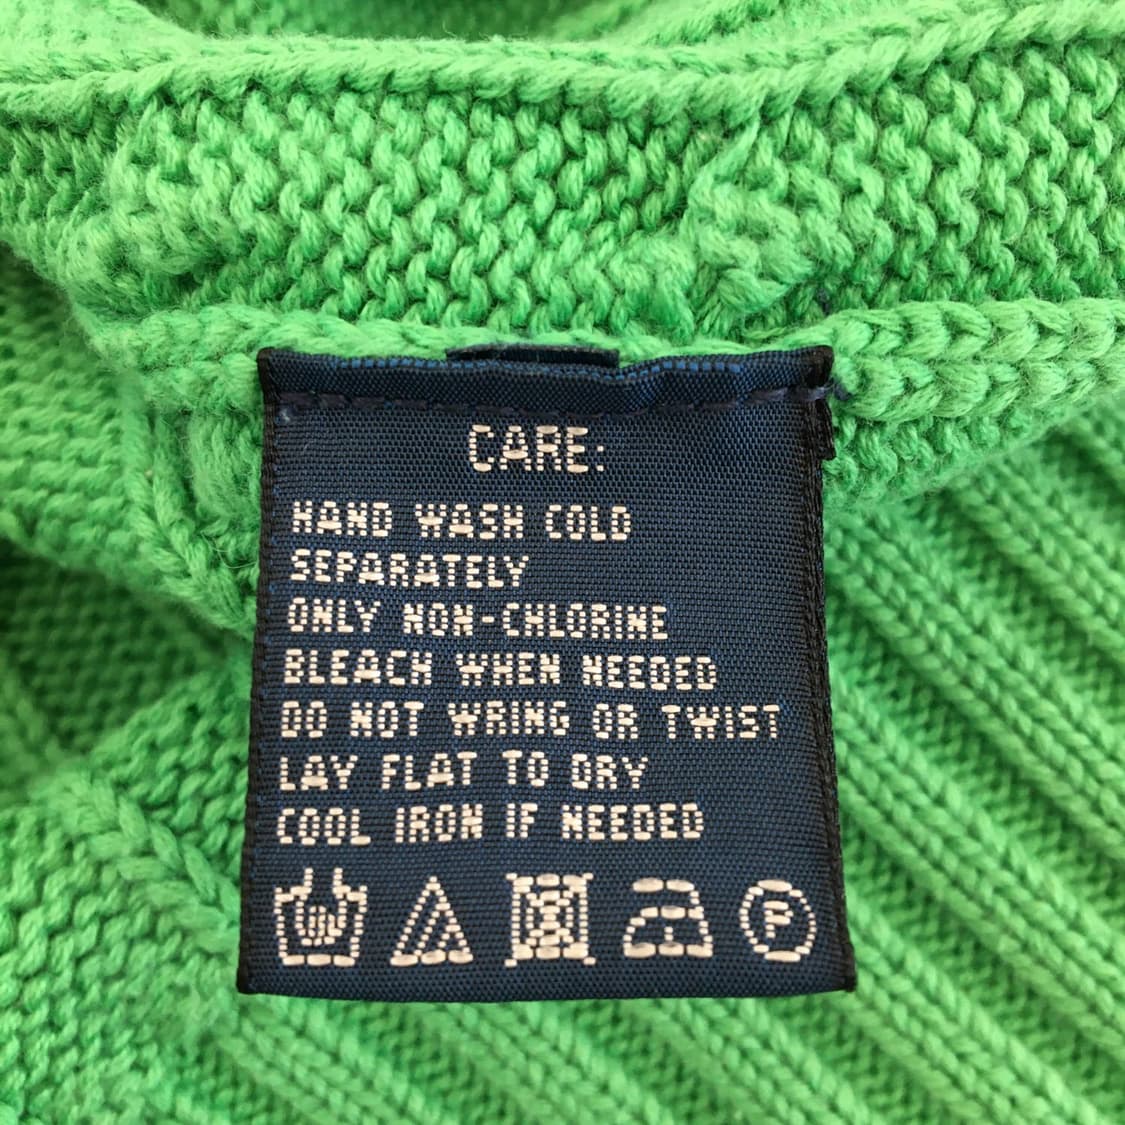 CARE:
HAND WASH COLD
SEPARATELY
ONLY NON-CHLORINE
BLEACH WHEN NEEDED
DO NOT WRING OR TWIST
LAY FLAT TO DRY
COOL IRON IF NEEDED
P